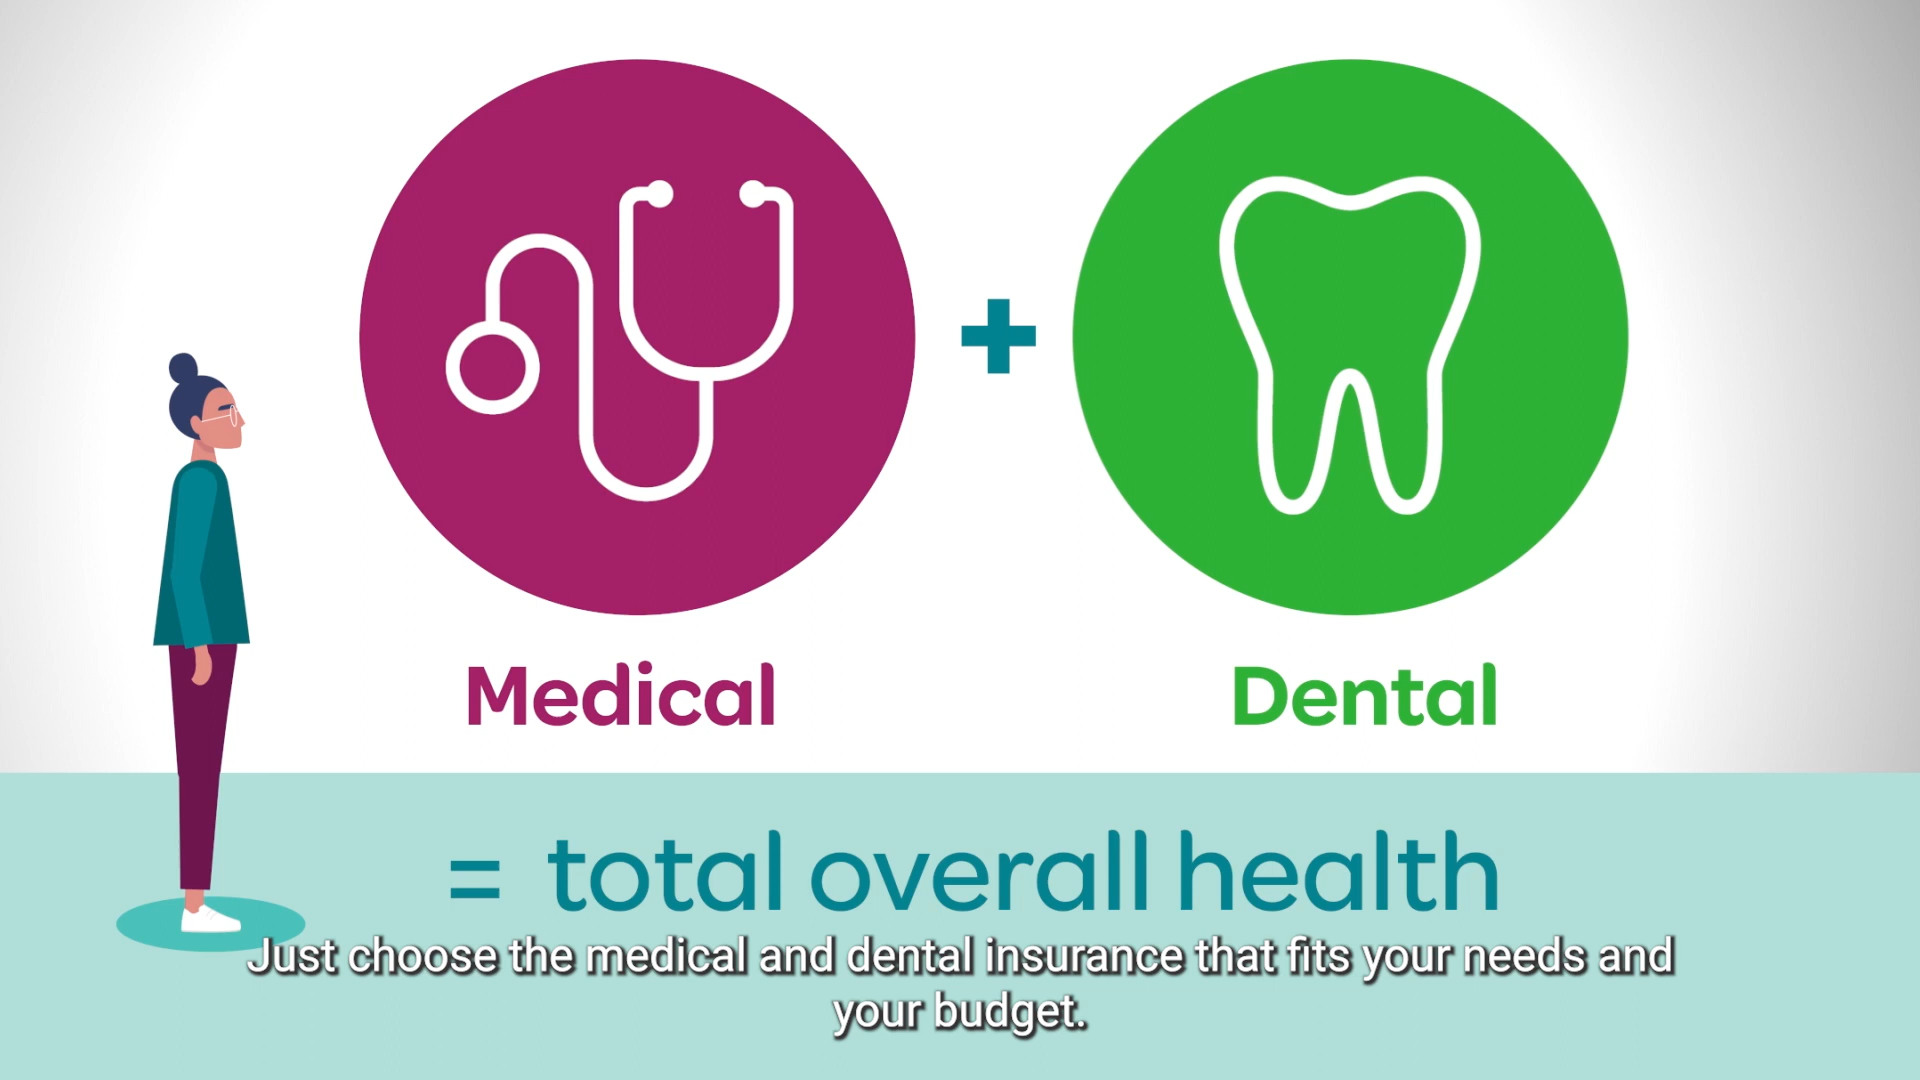 Medical + Dental
= total overall health
Just choose the medical and dental insurance that fits your needs and
your budget.